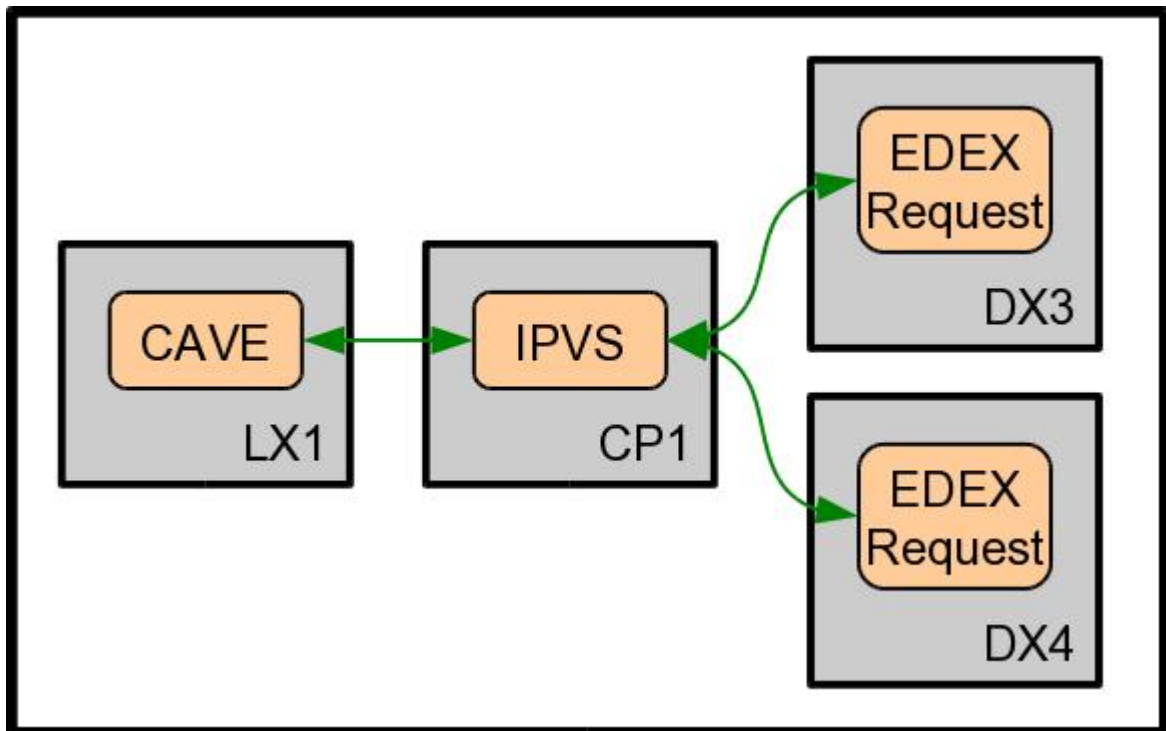 CAVE
LX1
IPVS
CP1
EDEX
Request
DX3
EDEX
Request
DX4